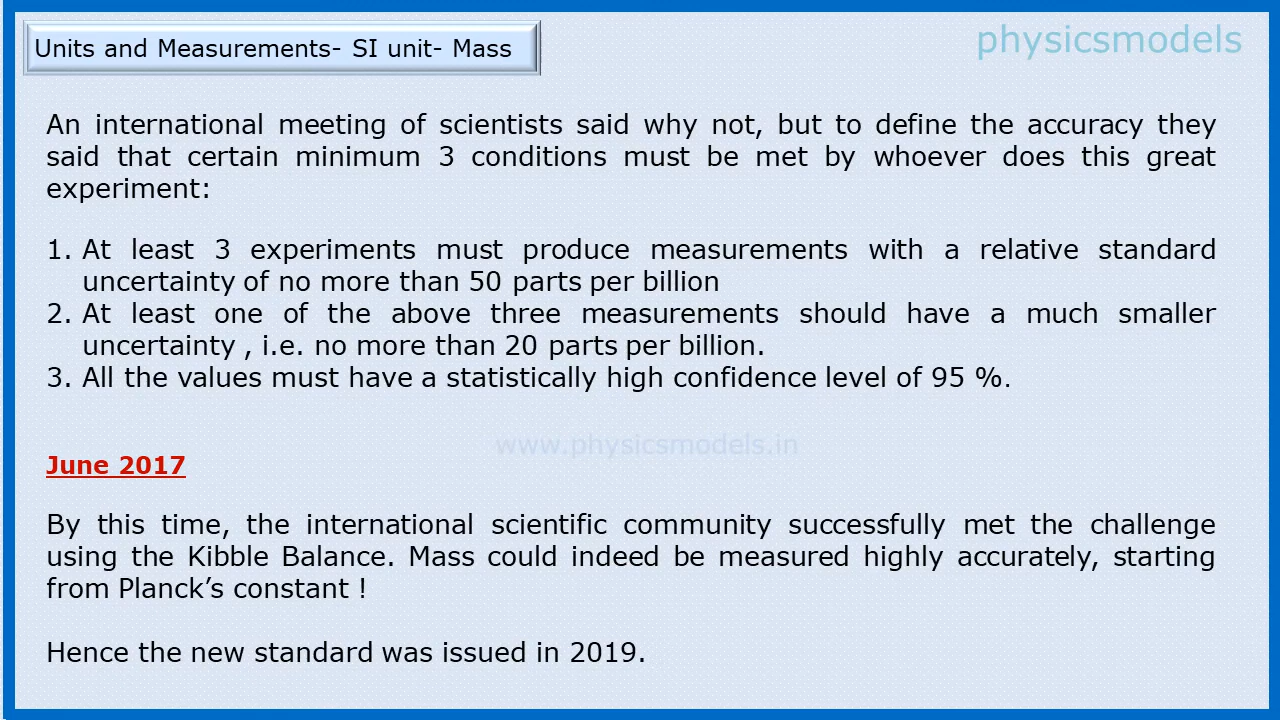 Units and Measurements- SI unit- Mass
physicsmodels
An international meeting of scientists said why not, but to define the accuracy they
said that certain minimum 3 conditions must be met by whoever does this great
experiment:
1. At least 3 experiments must produce measurements with a relative standard
uncertainty of no more than 50 parts per billion
2. At least one of the above three measurements should have a much smaller
uncertainty , i.e. no more than 20 parts per billion.
3. All the values must have a statistically high confidence level of 95 %.
www.physicsmodels.in
June 2017
By this time, the international scientific community successfully met the challenge
using the Kibble Balance. Mass could indeed be measured highly accurately, starting
from Planck’s constant !
Hence the new standard was issued in 2019.